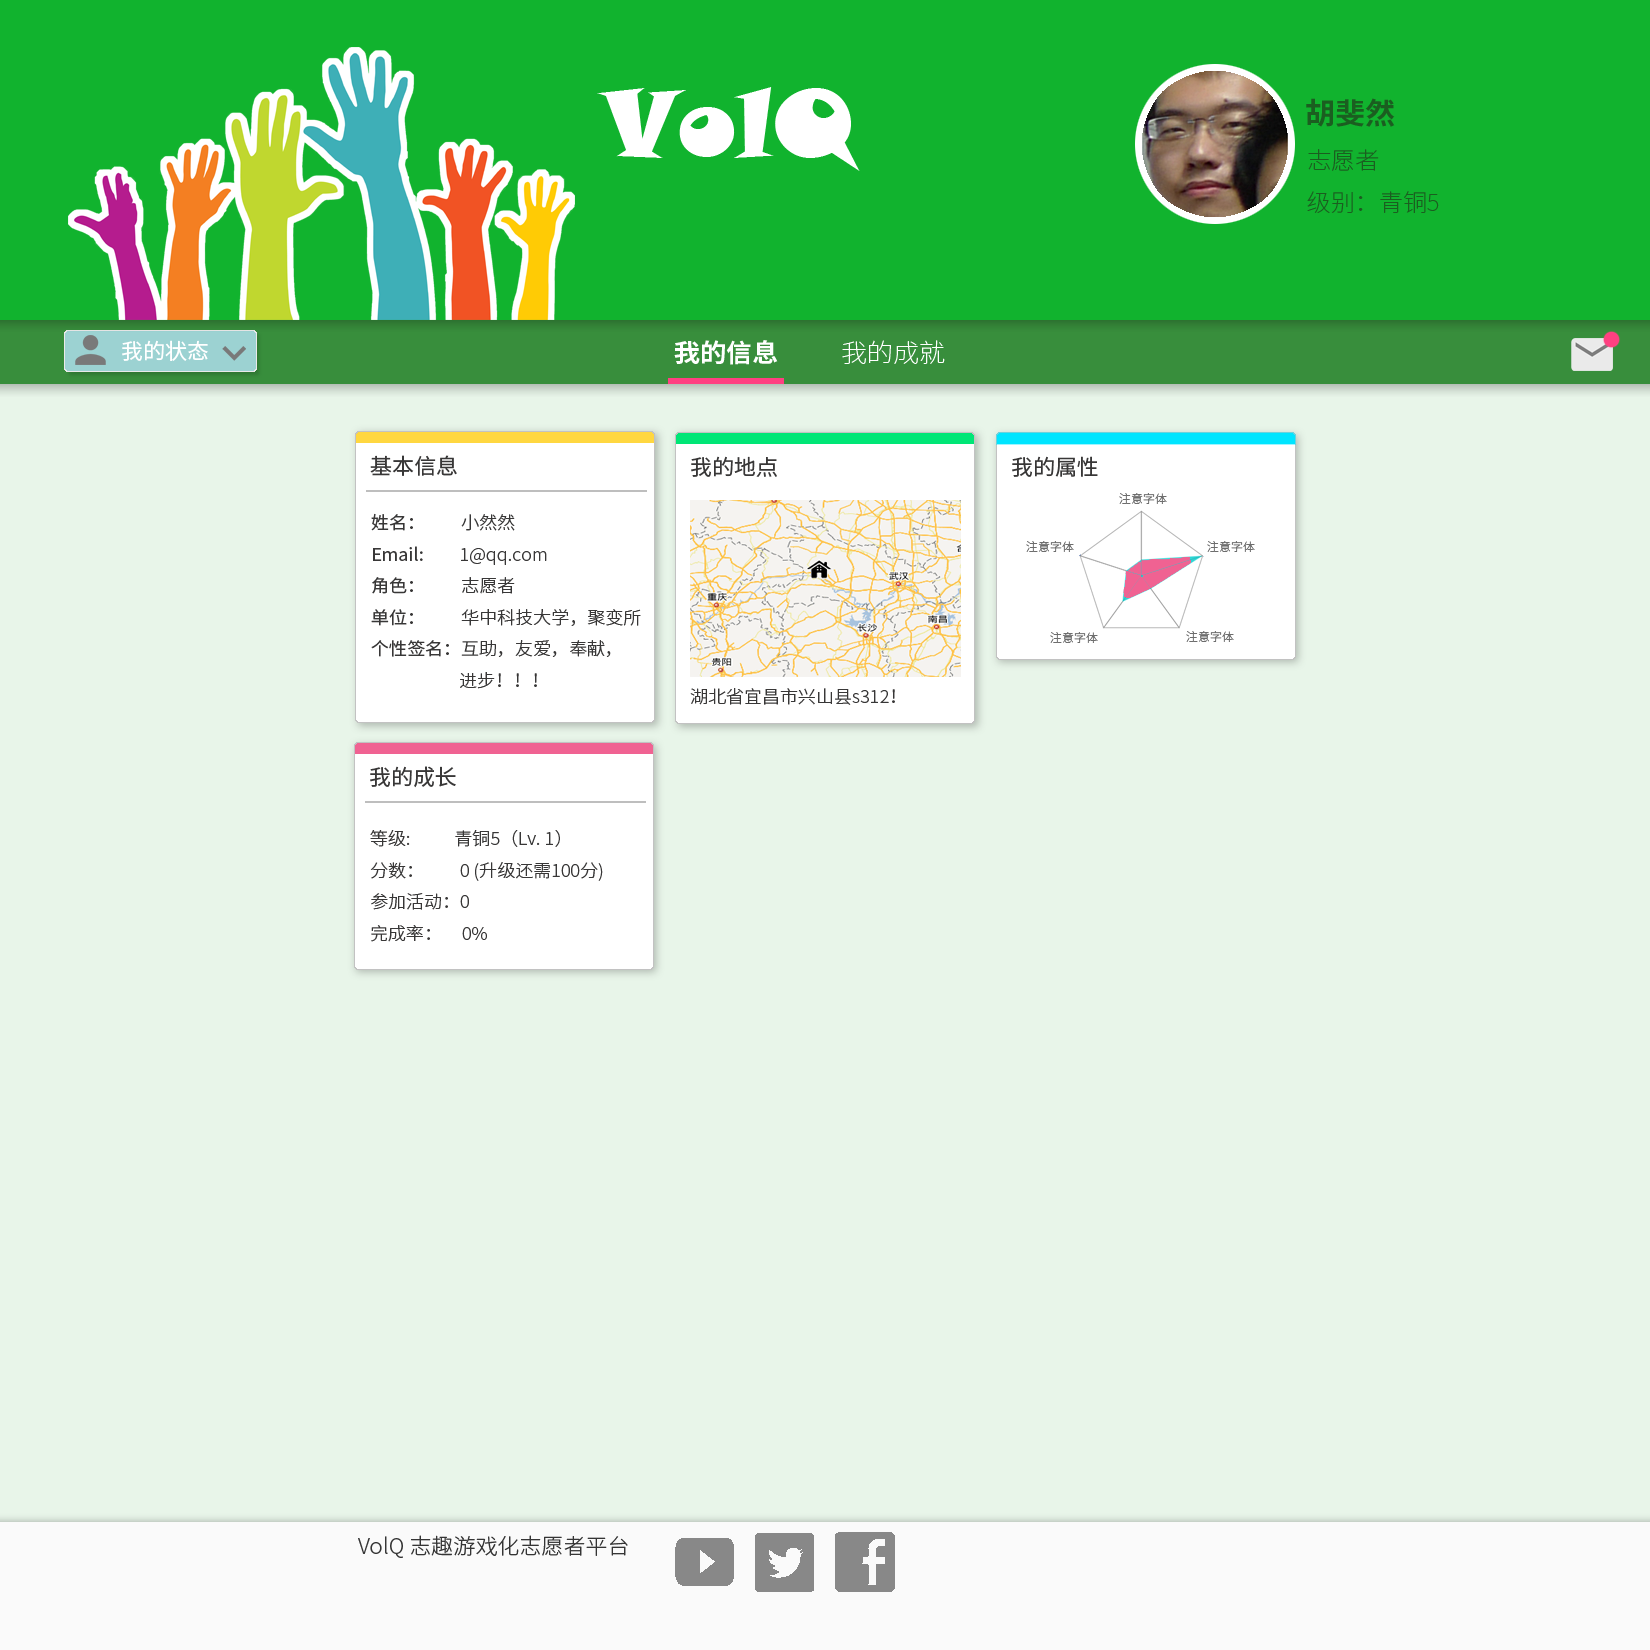 VolQ
胡斐然
志愿者
级别：青铜5
我的状态
我的信息
我的成就
基本信息
姓名： 小然然
Email: 1@qq.com
角色： 志愿者
单位： 华中科技大学，聚变所
个性签名：互助，友爱，奉献，
进步！！！
我的地点
武汉
重庆
长沙
南昌
贵阳
湖北省宜昌市兴山县s312!
我的属性
注意字体
注意字体
注意字体
注意字体
注意字体
我的成长
等级: 青铜5（Lv. 1）
分数： 0 (升级还需100分)
参加活动：0
完成率： 0%
VolQ 志趣游戏化志愿者平台